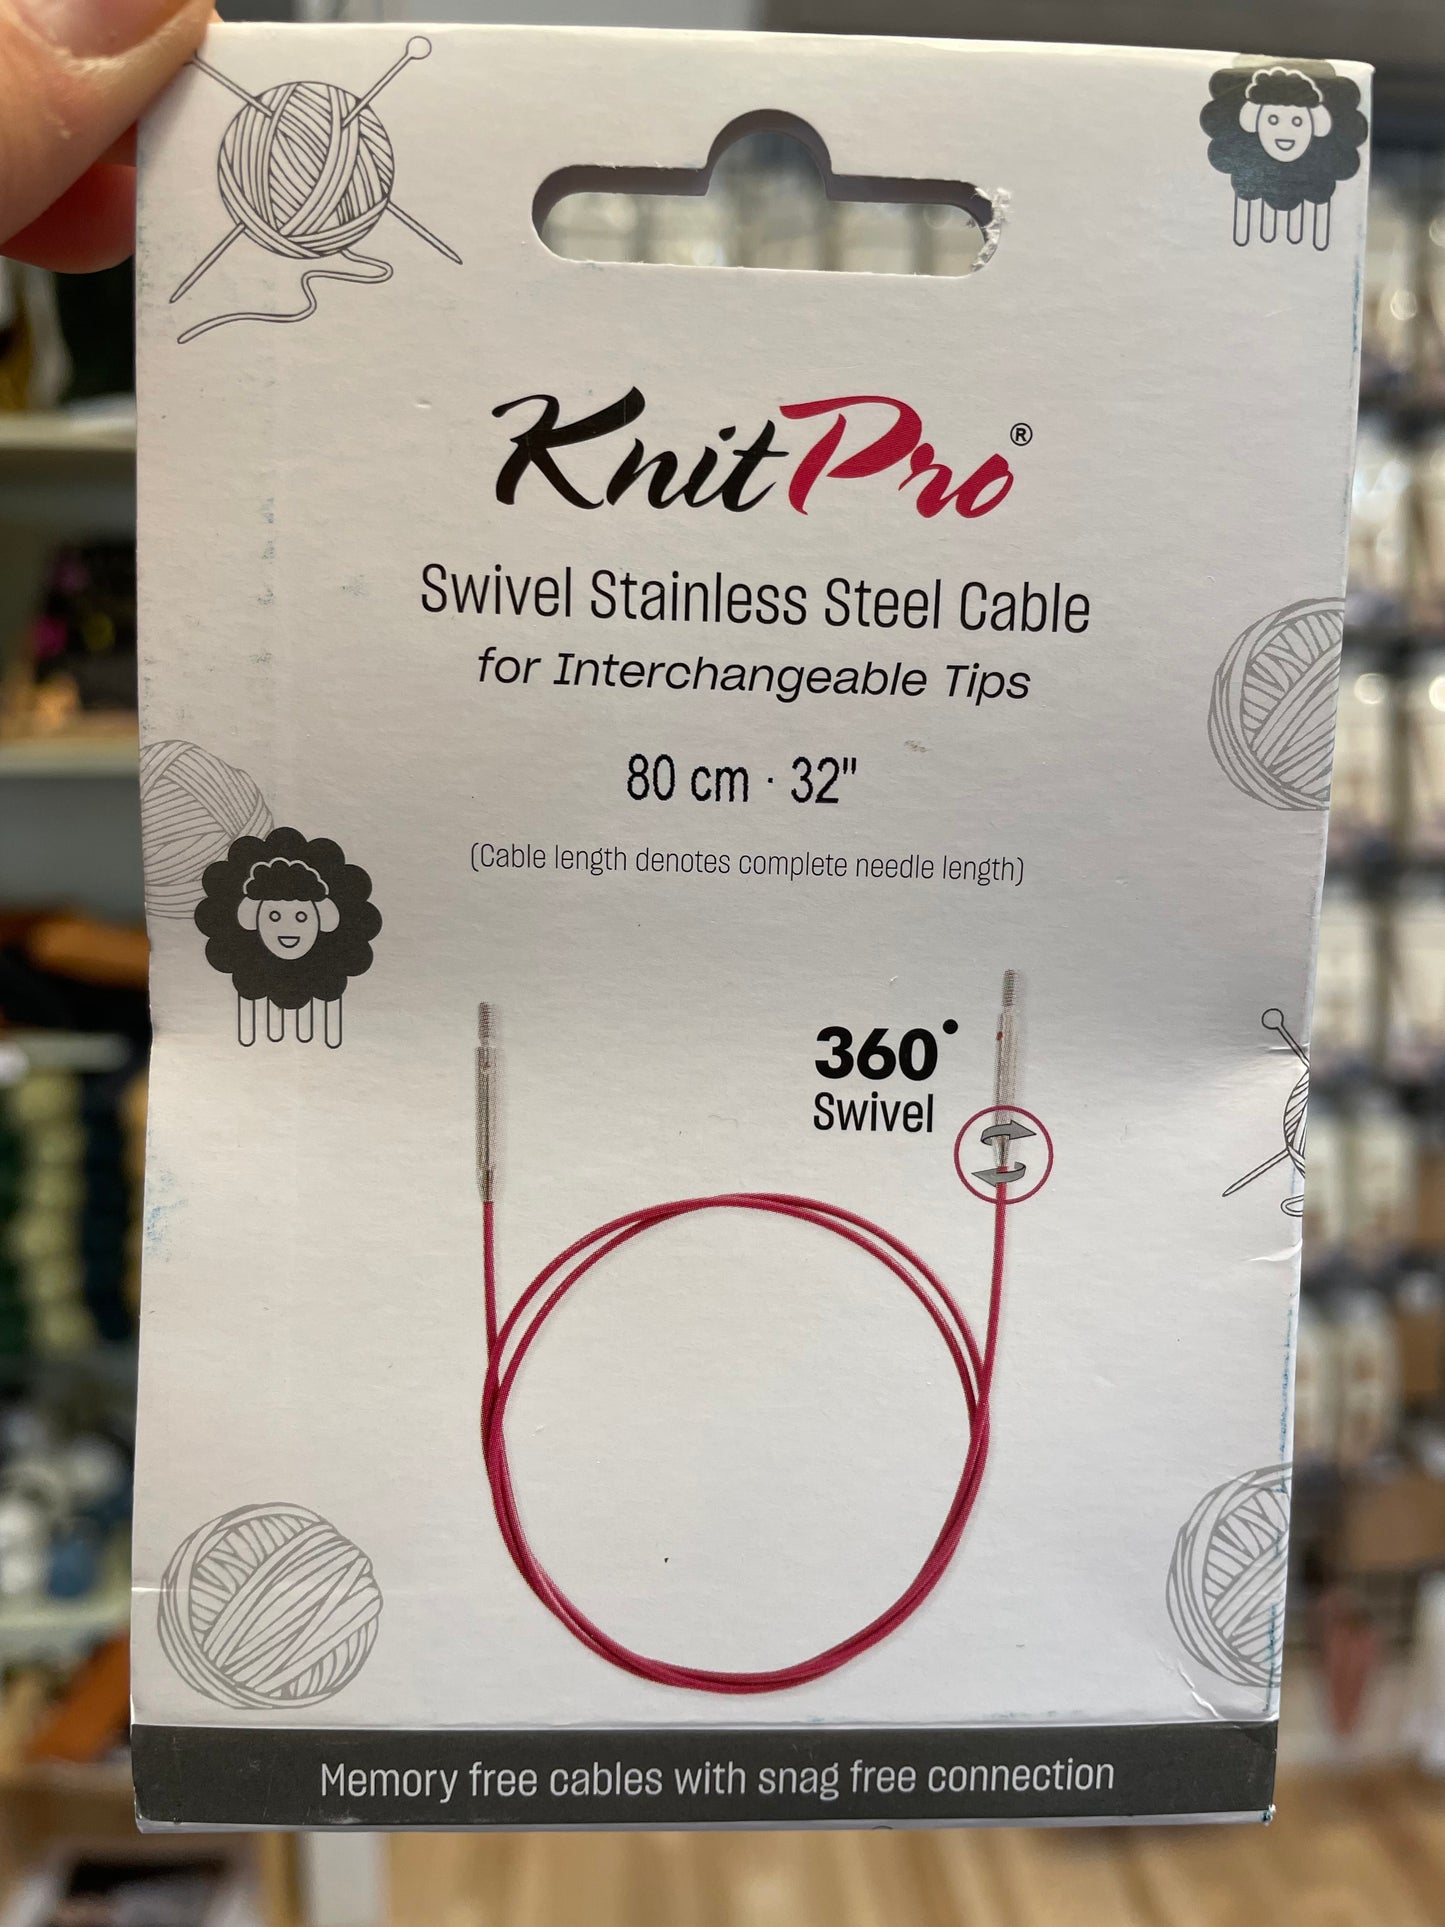 KnitPro®
Swivel Stainless Steel Cable
for Interchangeable Tips
80 cm · 32"
(Cable length denotes complete needle length)
360°
Swivel
Memory free cables with snag free connection